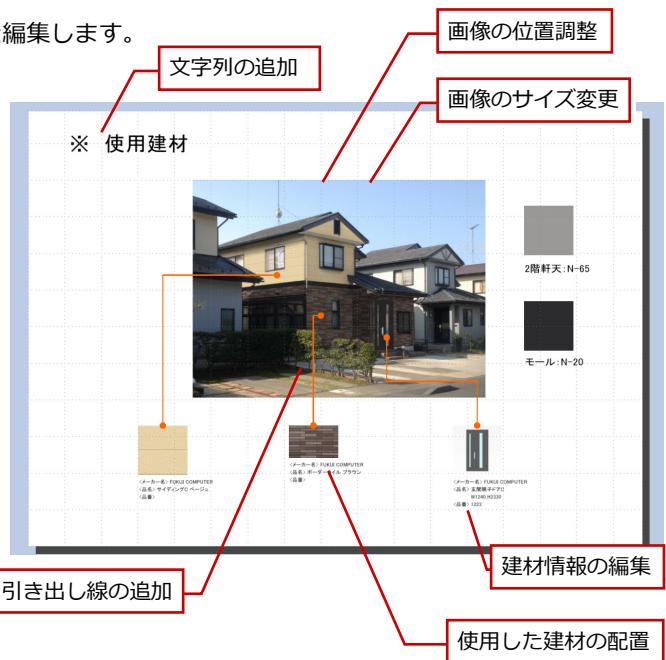 編集します。
画像の位置調整
文字列の追加
画像のサイズ変更
※ 使用建材
2階軒天:N-65
モール:N-20
<メーカー名> FUKUI COMPUTER
<品名> サイディングC ベージュ
<品番>
<メーカー名> FUKUI COMPUTER
<品名> ボーダータイル ブラウン
<品番>
<メーカー名> FUKUI COMPUTER
<品名> 玄関親子ドアC
W1240,H2330
<品番> 1223
引き出し線の追加
建材情報の編集
使用した建材の配置